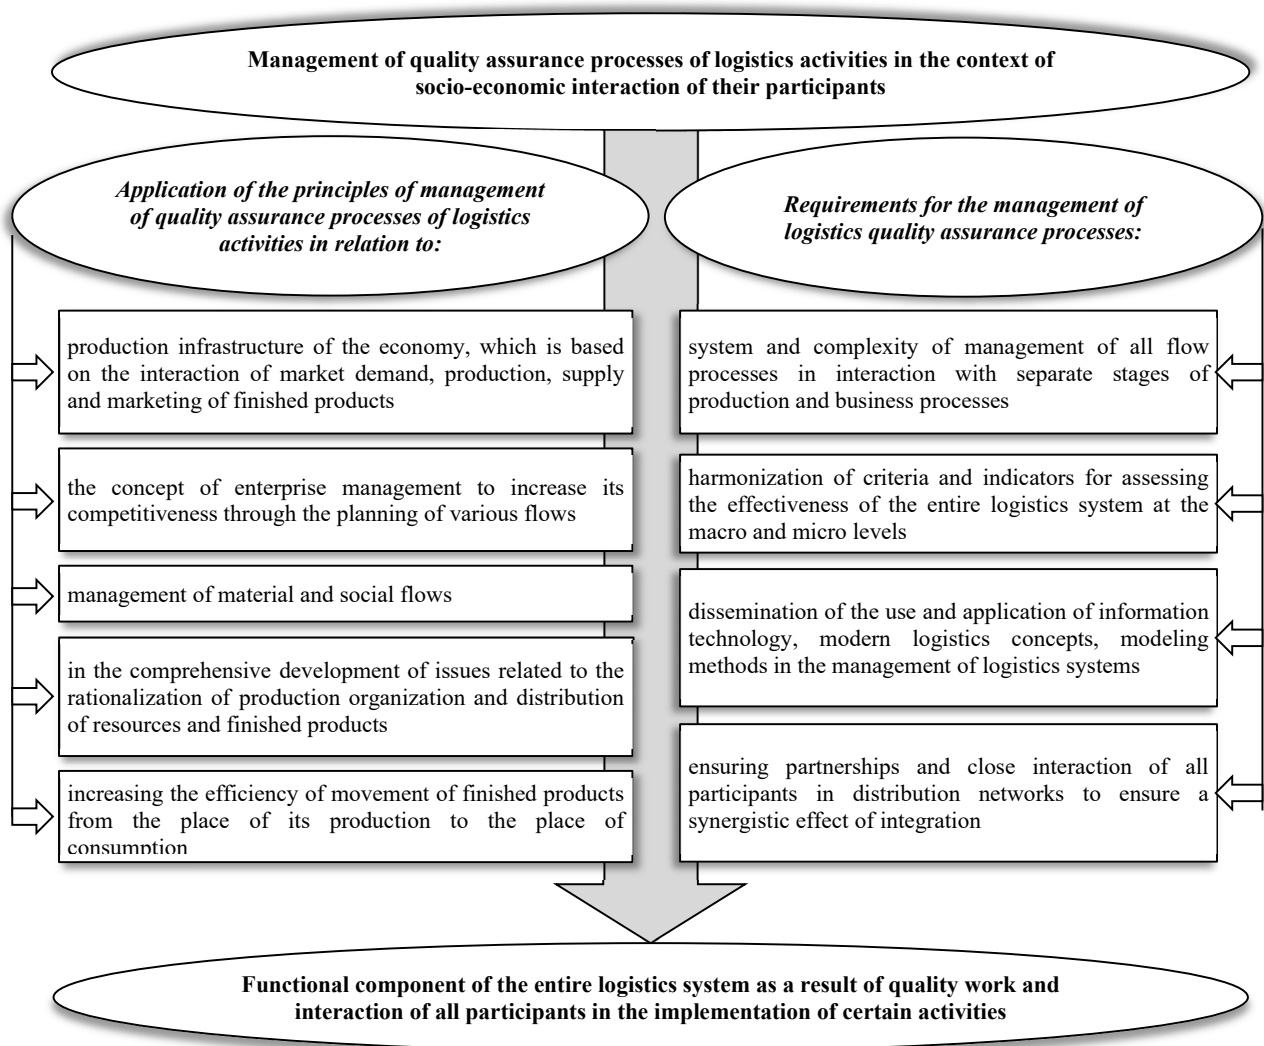 Management of quality assurance processes of logistics activities in the context of
socio-economic interaction of their participants
Application of the principles of management
of quality assurance processes of logistics
activities in relation to:
production infrastructure of the economy, which is based
on the interaction of market demand, production, supply
and marketing of finished products
the concept of enterprise management to increase its
competitiveness through the planning of various flows
management of material and social flows
in the comprehensive development of issues related to the
rationalization of production organization and distribution
of resources and finished products
increasing the efficiency of movement of finished products
from the place of its production to the place of
consumption
Requirements for the management of
logistics quality assurance processes:
system and complexity of management of all flow
processes in interaction with separate stages of
production and business processes
harmonization of criteria and indicators for assessing
the effectiveness of the entire logistics system at the
macro and micro levels
dissemination of the use and application of information
technology, modern logistics concepts, modeling
methods in the management of logistics systems
ensuring partnerships and close interaction of all
participants in distribution networks to ensure a
synergistic effect of integration
Functional component of the entire logistics system as a result of quality work and
interaction of all participants in the implementation of certain activities